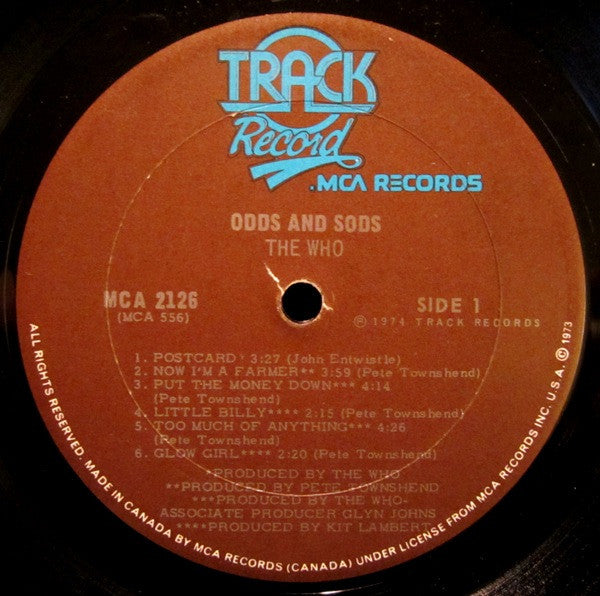 TRACK
Record
.MCA RECORDS
ODDS AND SODS
THE WHO
MCA 2126
(MCA 556)
SIDE 1
℗ 1974 TRACK RECORDS
1. POSTCARD * 3:27 (John Entwistle)
2. NOW I'M A FARMER** 3:59 (Pete Townshend)
3. PUT THE MONEY DOWN*** 4:14
(Pete Townshend)
4. LITTLE BILLY**** 2:15 (Pete Townshend)
5. TOO MUCH OF ANYTHING*** 4:26
(Pete Townshend)
6. GLOW GIRL**** 2:20 (Pete Townshend)
*PRODUCED BY THE WHO
**PRODUCED BY PETE TOWNSHEND
***PRODUCED BY THE WHO-
ASSOCIATE PRODUCER GLYN JOHNS
****PRODUCED BY KIT LAMBERT
ALL RIGHTS RESERVED. MADE IN CANADA BY MCA RECORDS (CANADA) UNDER LICENSE FROM MCA RECORDS INC. U.S.A. © 1973